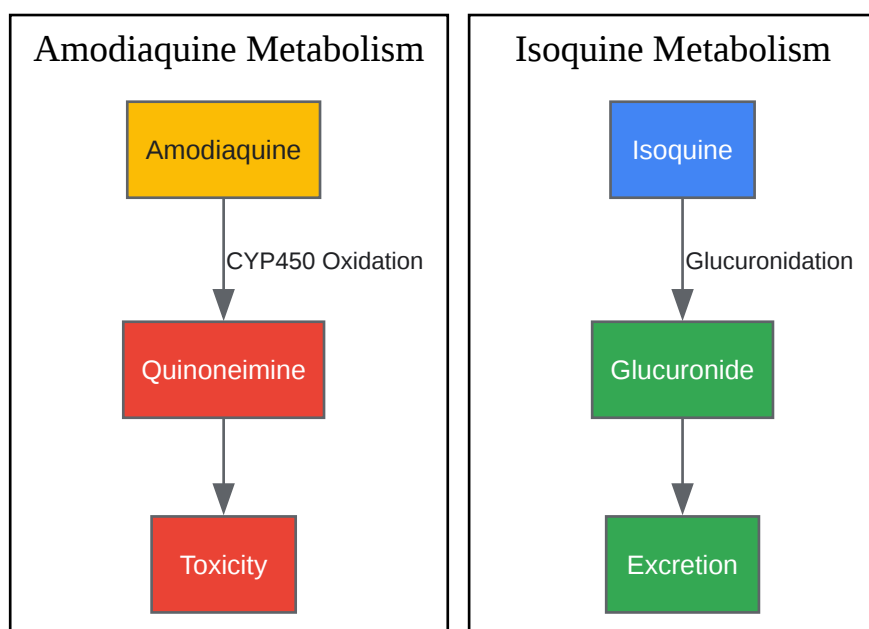 Amodiaquine Metabolism
Amodiaquine
CYP450 Oxidation
Quinoneimine
Toxicity
Isoquine Metabolism
Isoquine
Glucuronidation
Glucuronide
Excretion